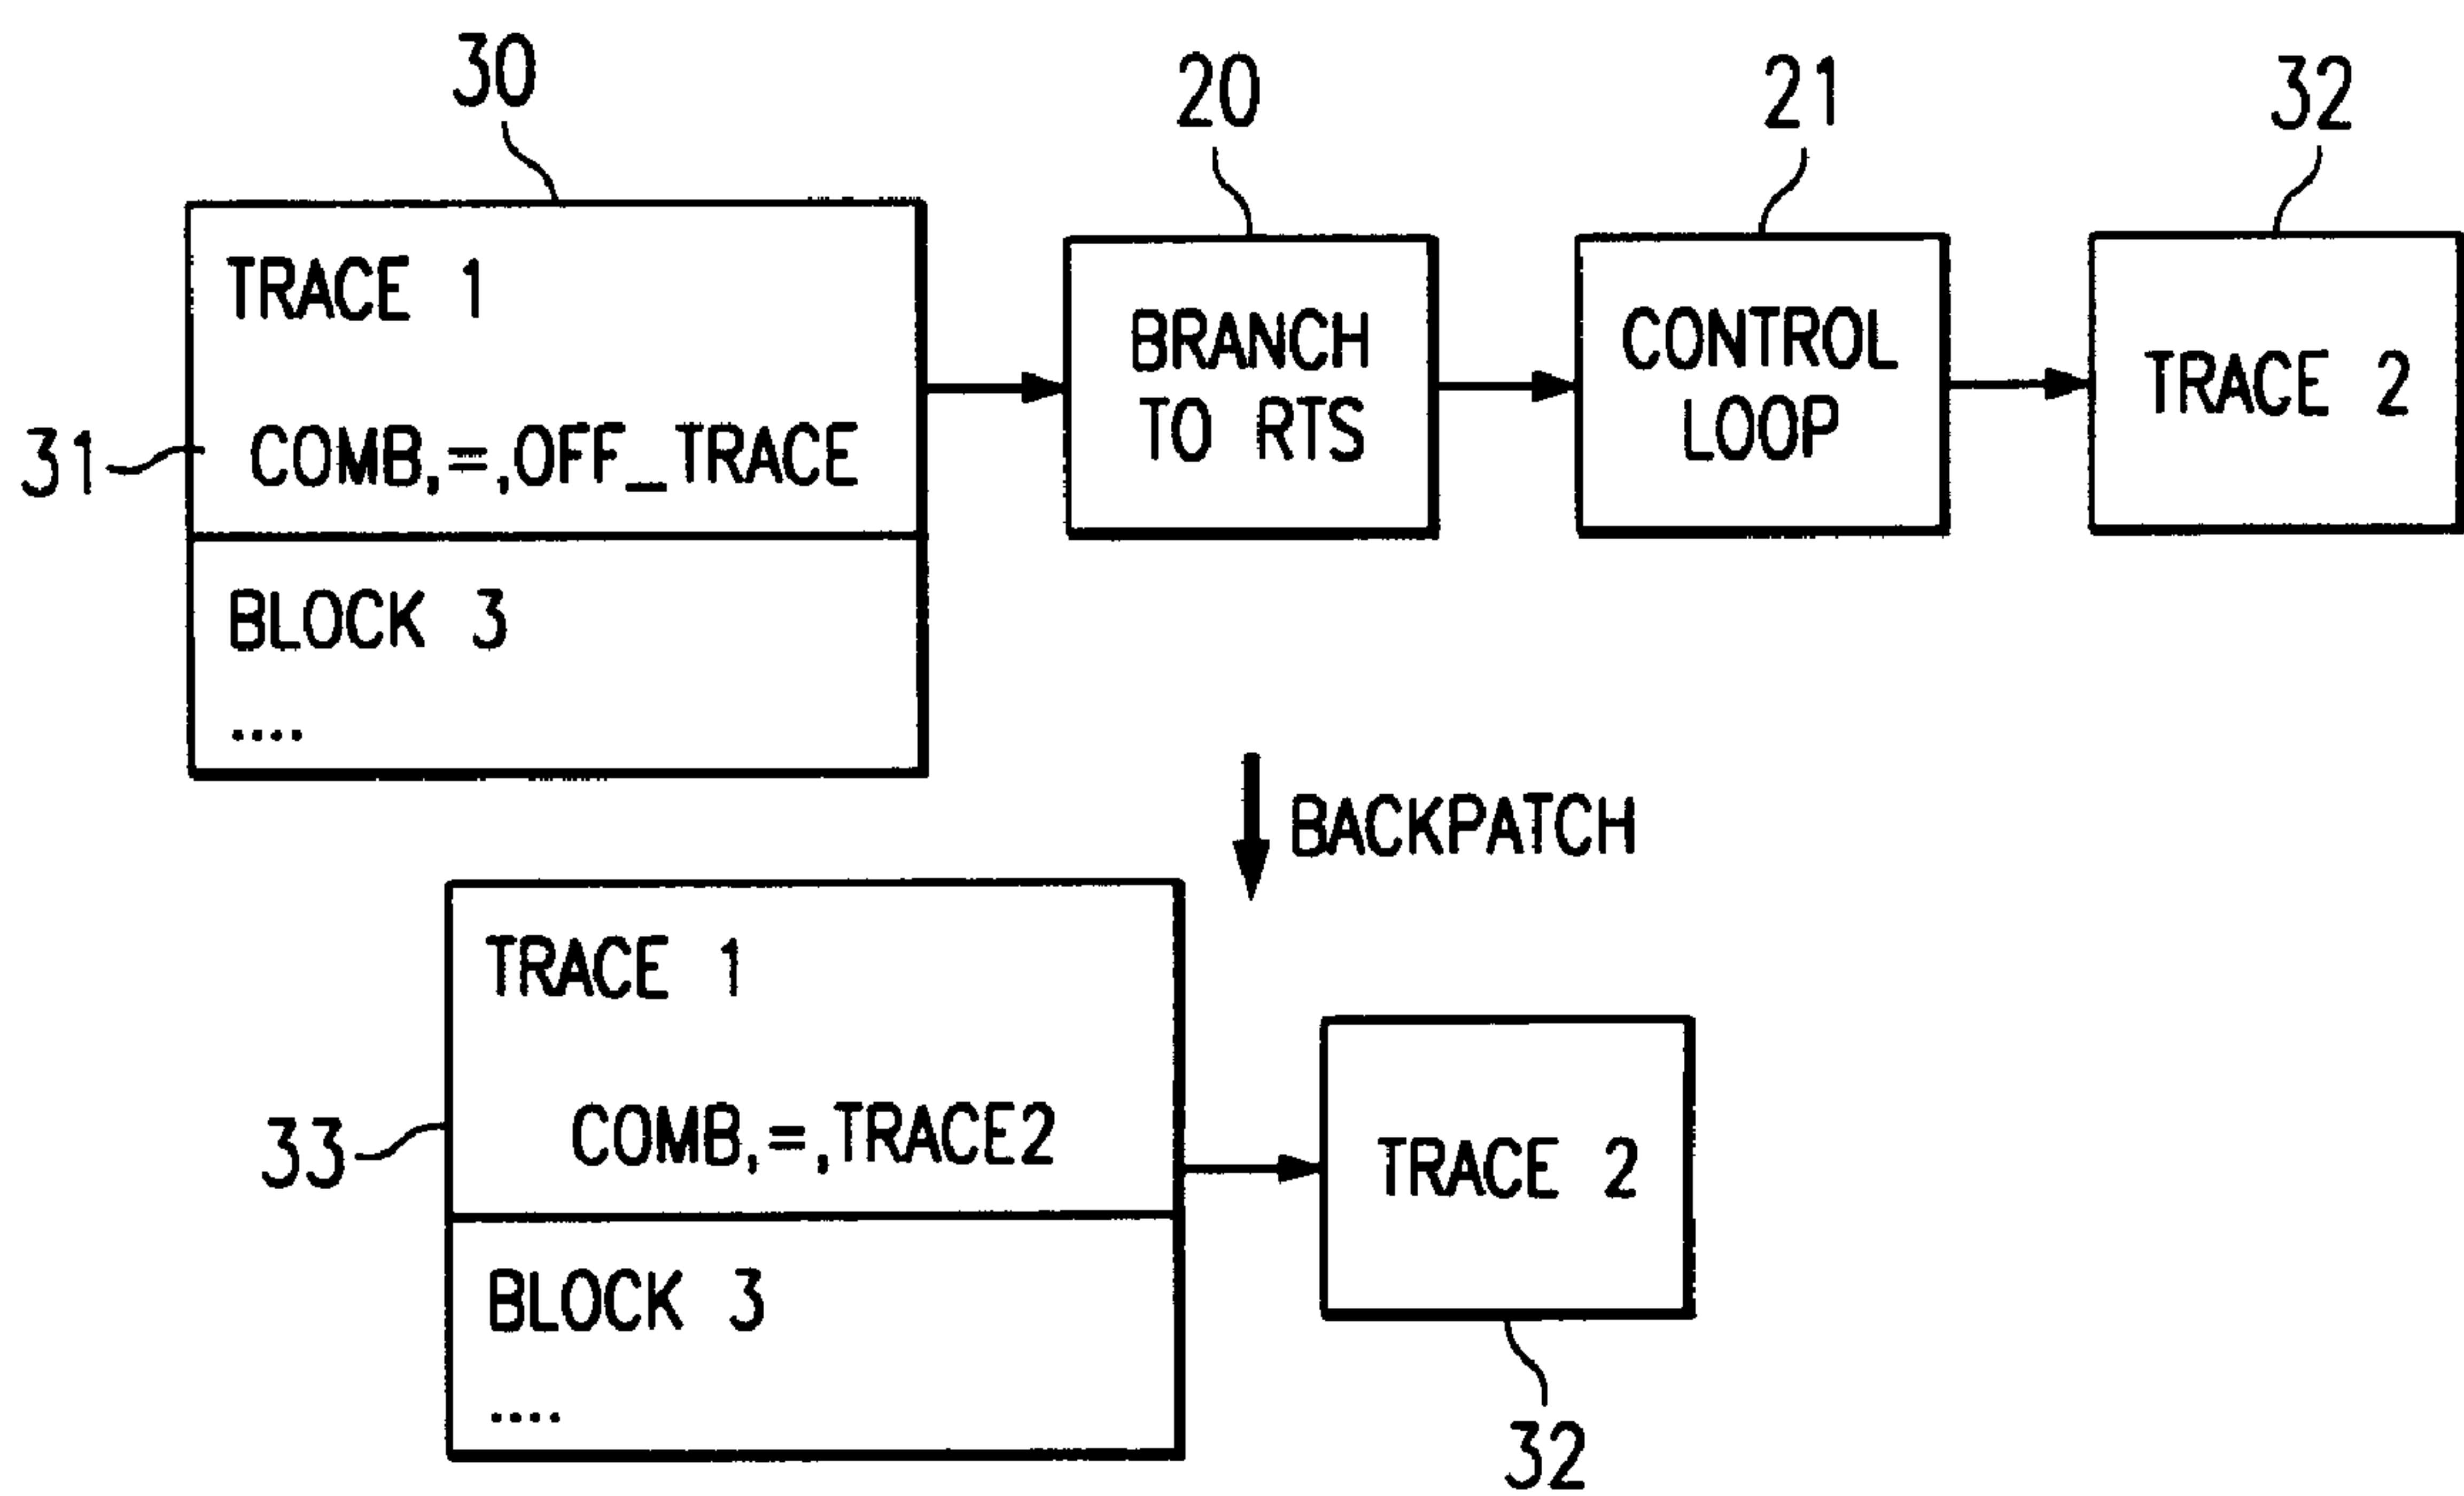 30
20
21
32
TRACE 1
31
COMB,=,OFF_TRACE
BLOCK 3
....
BRANCH
TO RTS
CONTROL
LOOP
TRACE 2
BACKPATCH
TRACE 1
33
COMB,=,TRACE2
BLOCK 3
....
TRACE 2
32